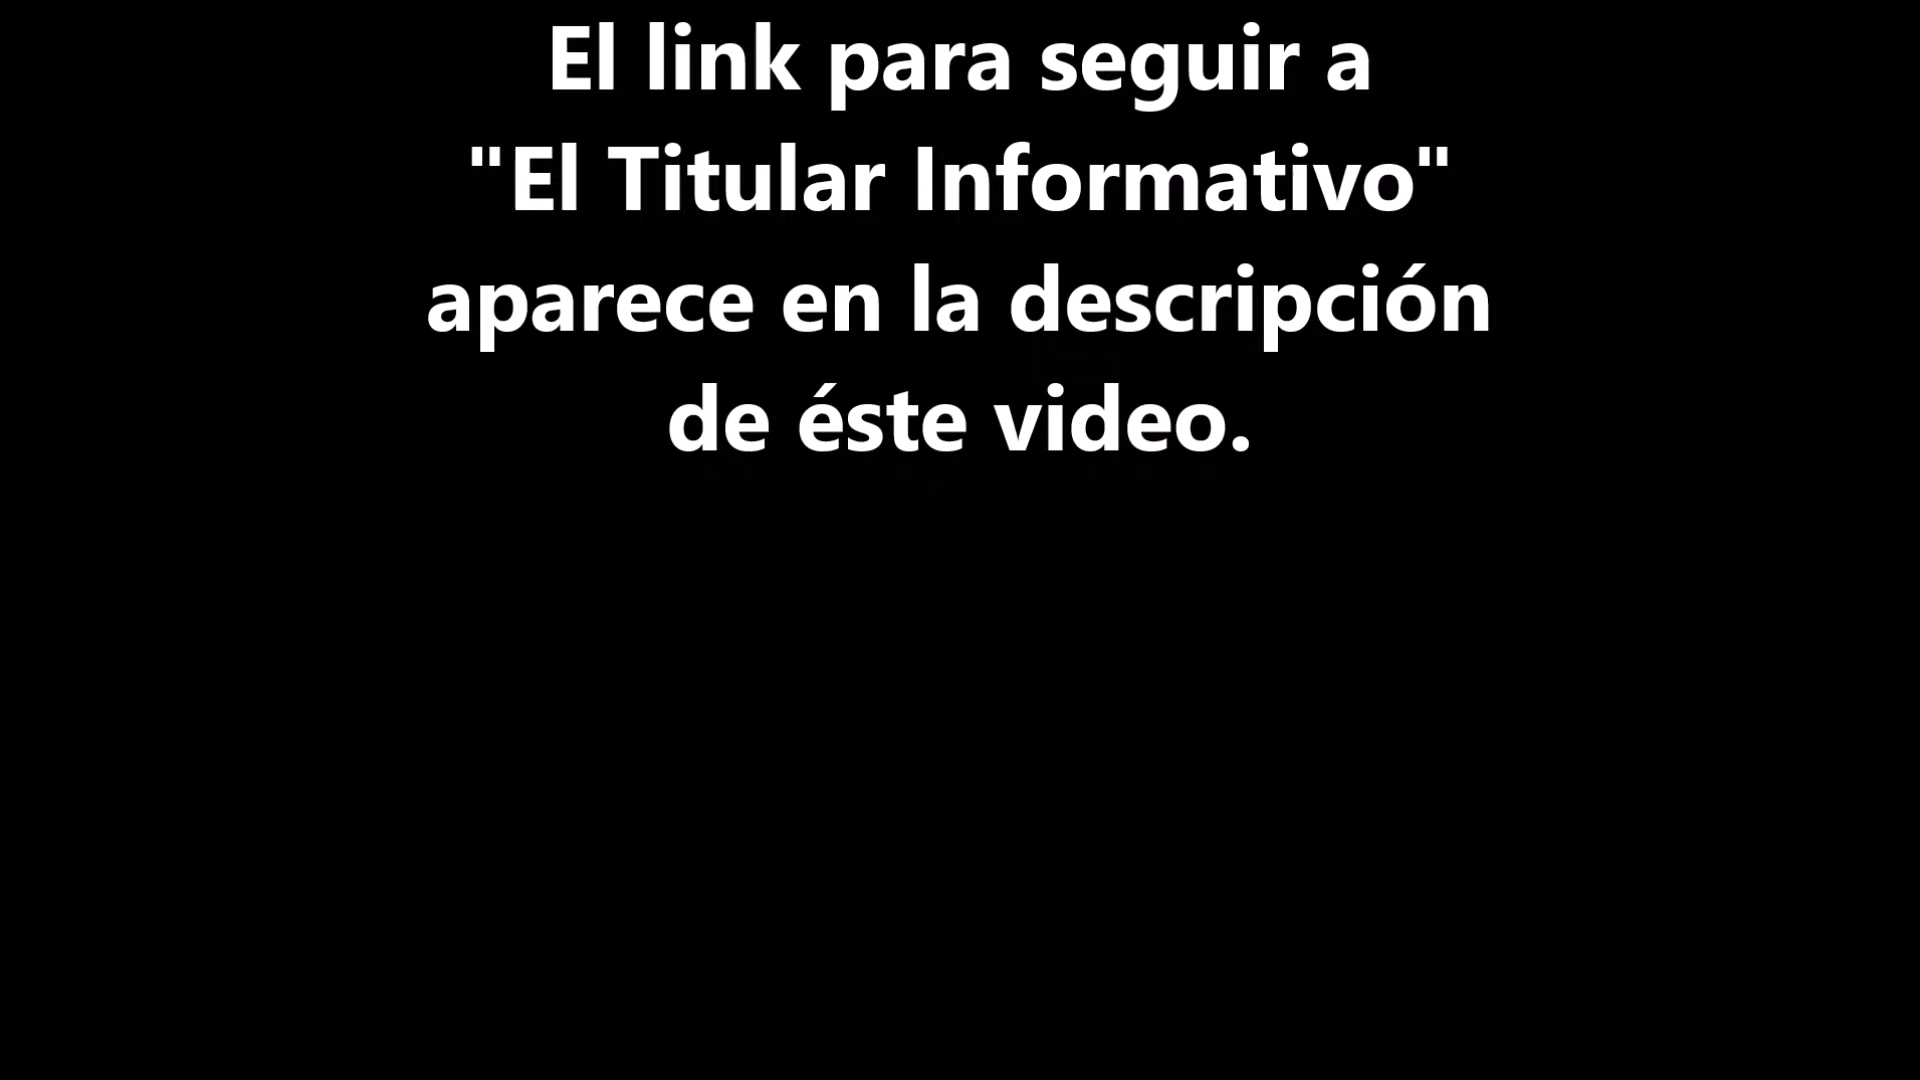 El link para seguir a
"El Titular Informativo"
aparece en la descripción
de éste video.